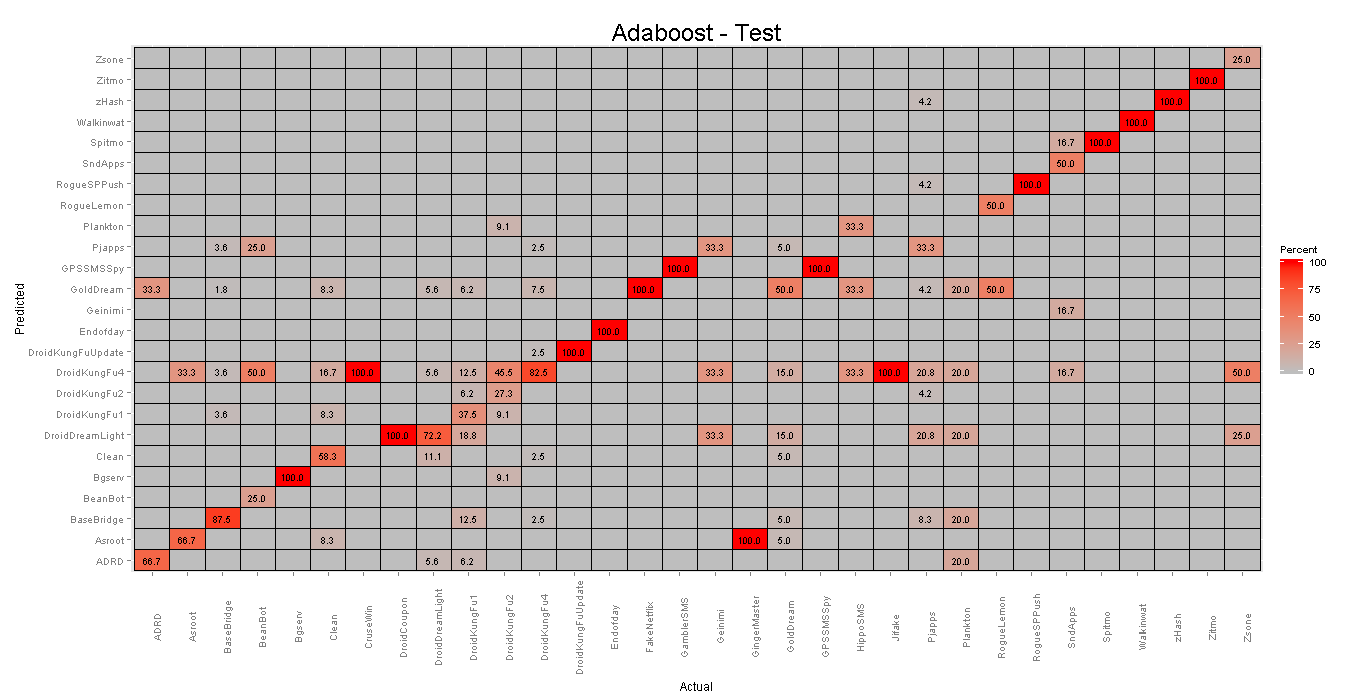 Adaboost - Test
Zsone 25.0
Zitmo 100.0
zHash 4.2 100.0
Walkinwat 100.0
Spitmo 16.7 100.0
SndApps 50.0
RogueSPPush 4.2 100.0
RogueLemon 50.0
Plankton 9.1 33.3
Pjapps 3.6 25.0 2.5 33.3 5.0 33.3
GPSSMSSpy 100.0 100.0
GoldDream 33.3 1.8 8.3 5.6 6.2 7.5 100.0 50.0 33.3 4.2 20.0 50.0
Geinimi 16.7
Endofday 100.0
DroidKungFuUpdate 2.5 100.0
DroidKungFu4 33.3 3.6 50.0 16.7 100.0 5.6 12.5 45.5 82.5 33.3 15.0 33.3 100.0 20.8 20.0 16.7 50.0
DroidKungFu2 6.2 27.3 4.2
DroidKungFu1 3.6 8.3 37.5 9.1
DroidDreamLight 100.0 72.2 18.8 33.3 15.0 20.8 20.0 25.0
Clean 58.3 11.1 2.5 5.0
Bgserv 100.0 9.1
BeanBot 25.0
BaseBridge 87.5 12.5 2.5 5.0 8.3 20.0
Asroot 66.7 8.3 100.0 5.0
ADRD 66.7 5.6 6.2 20.0
Predicted
ADRD
Asroot
BaseBridge
BeanBot
Bgserv
Clean
CruseWin
DroidCoupon
DroidDreamLight
DroidKungFu1
DroidKungFu2
DroidKungFu4
DroidKungFuUpdate
Endofday
FakeNetflix
GamblerSMS
Geinimi
GingerMaster
GoldDream
GPSSMSSpy
HippoSMS
Jifake
Pjapps
Plankton
RogueLemon
RogueSPPush
SndApps
Spitmo
Walkinwat
zHash
Zitmo
Zsone
Actual
Percent
100
75
50
25
0